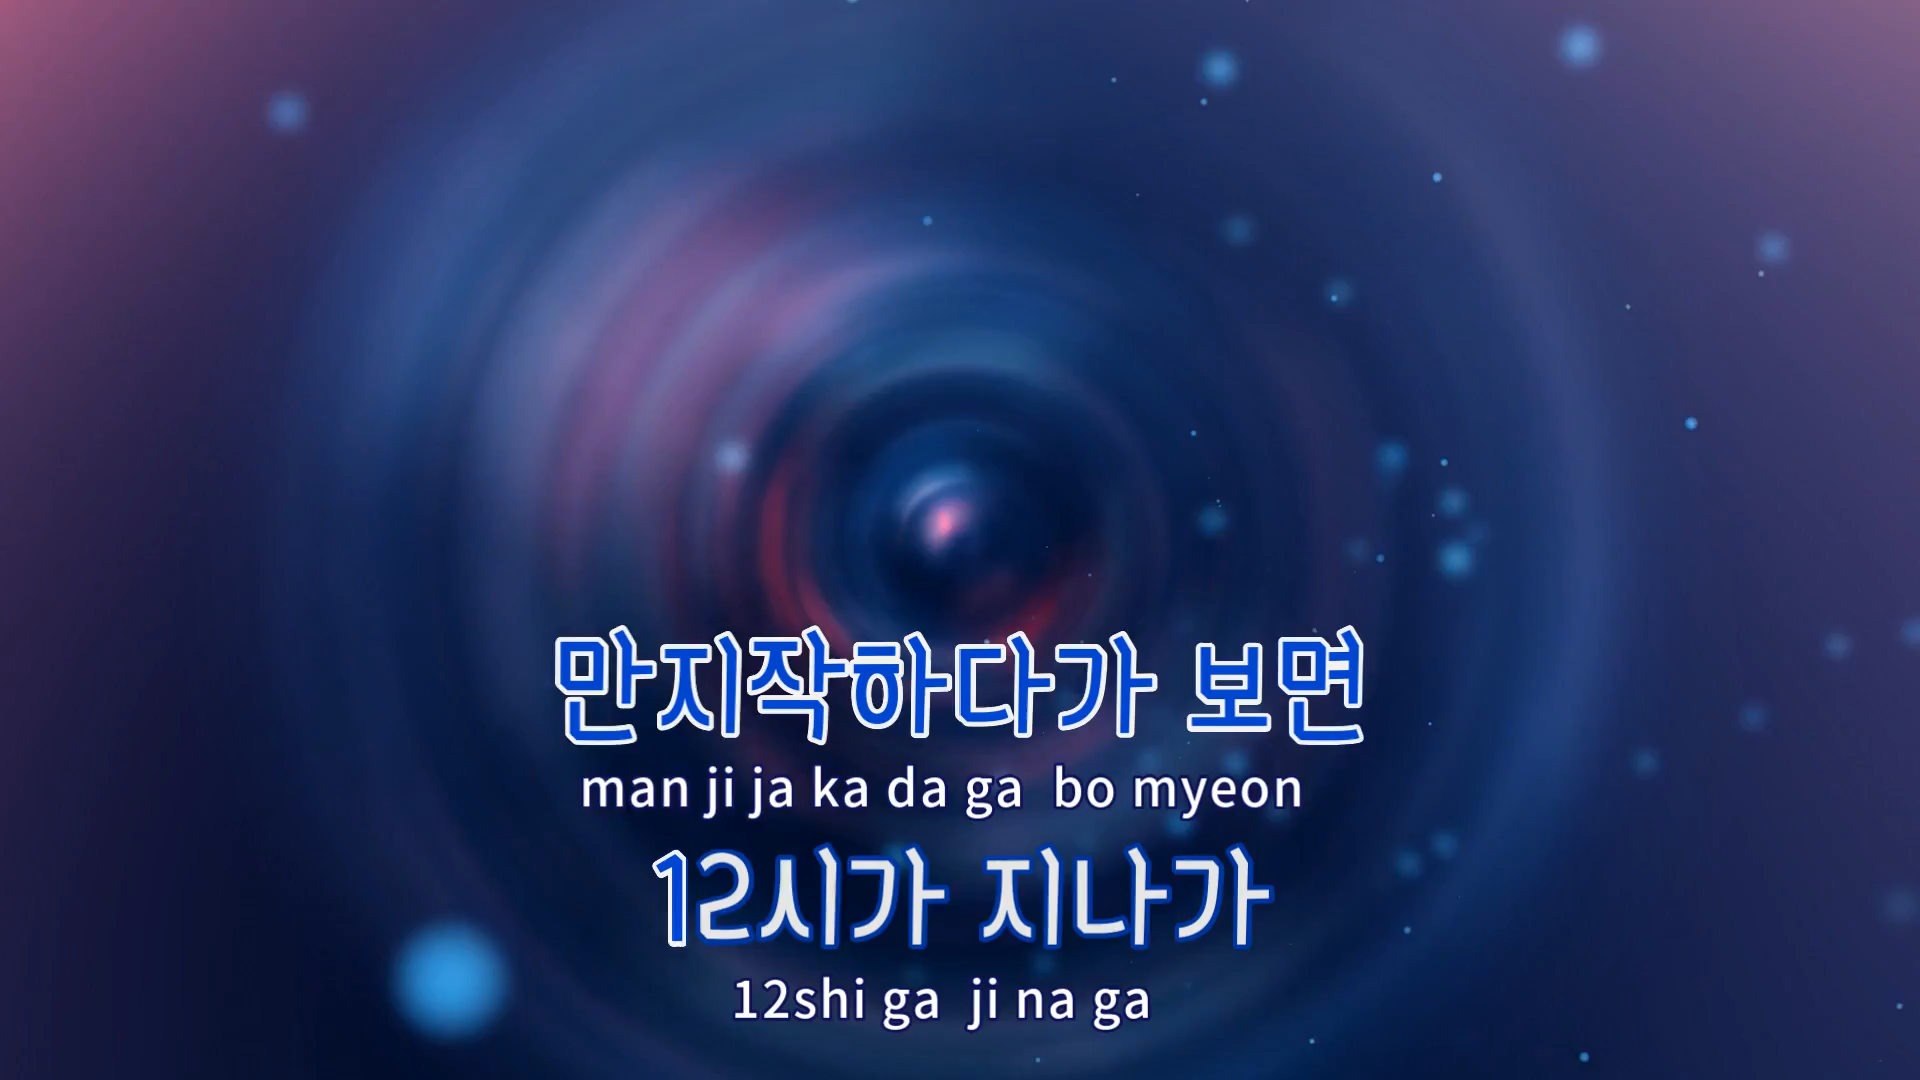 만지작하다가 보면
man ji ja ka da ga bo myeon
12시가 지나가
12shi ga ji na ga